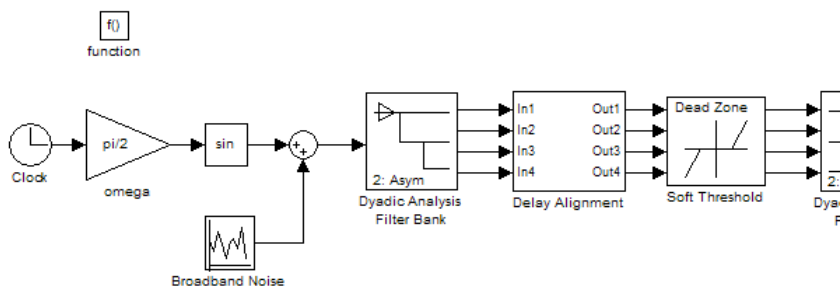 f()
function
Clock
pi/2
omega
sin
+
+
Broadband Noise
2: Asym
Dyadic Analysis
Filter Bank
In1 Out1
In2 Out2
In3 Out3
In4 Out4
Delay Alignment
Dead Zone
Soft Threshold
2: